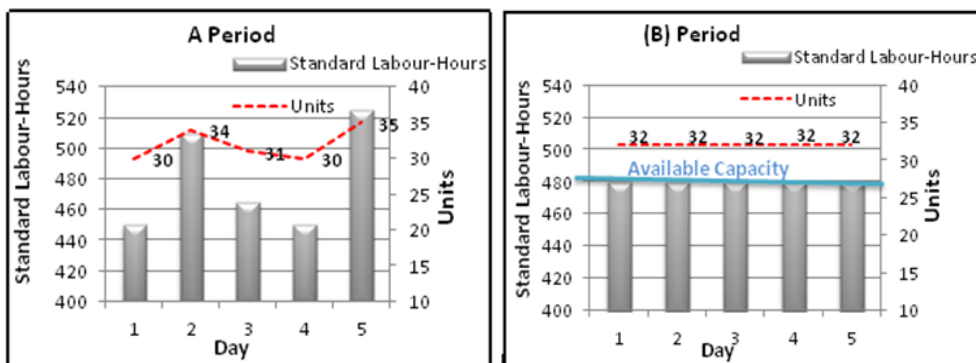 A Period
Standard Labour-Hours
Units
Standard Labour-Hours
540
520
500
480
460
440
420
400
30
34
31
30
35
40
35
30
25
20
15
10
Units
1 2 3 4 5
Day
(B) Period
Standard Labour-Hours
Units
Standard Labour-Hours
540
520
500
480
460
440
420
400
32 32 32 32 32
Available Capacity
40
35
30
25
20
15
10
Units
1 2 3 4 5
Day